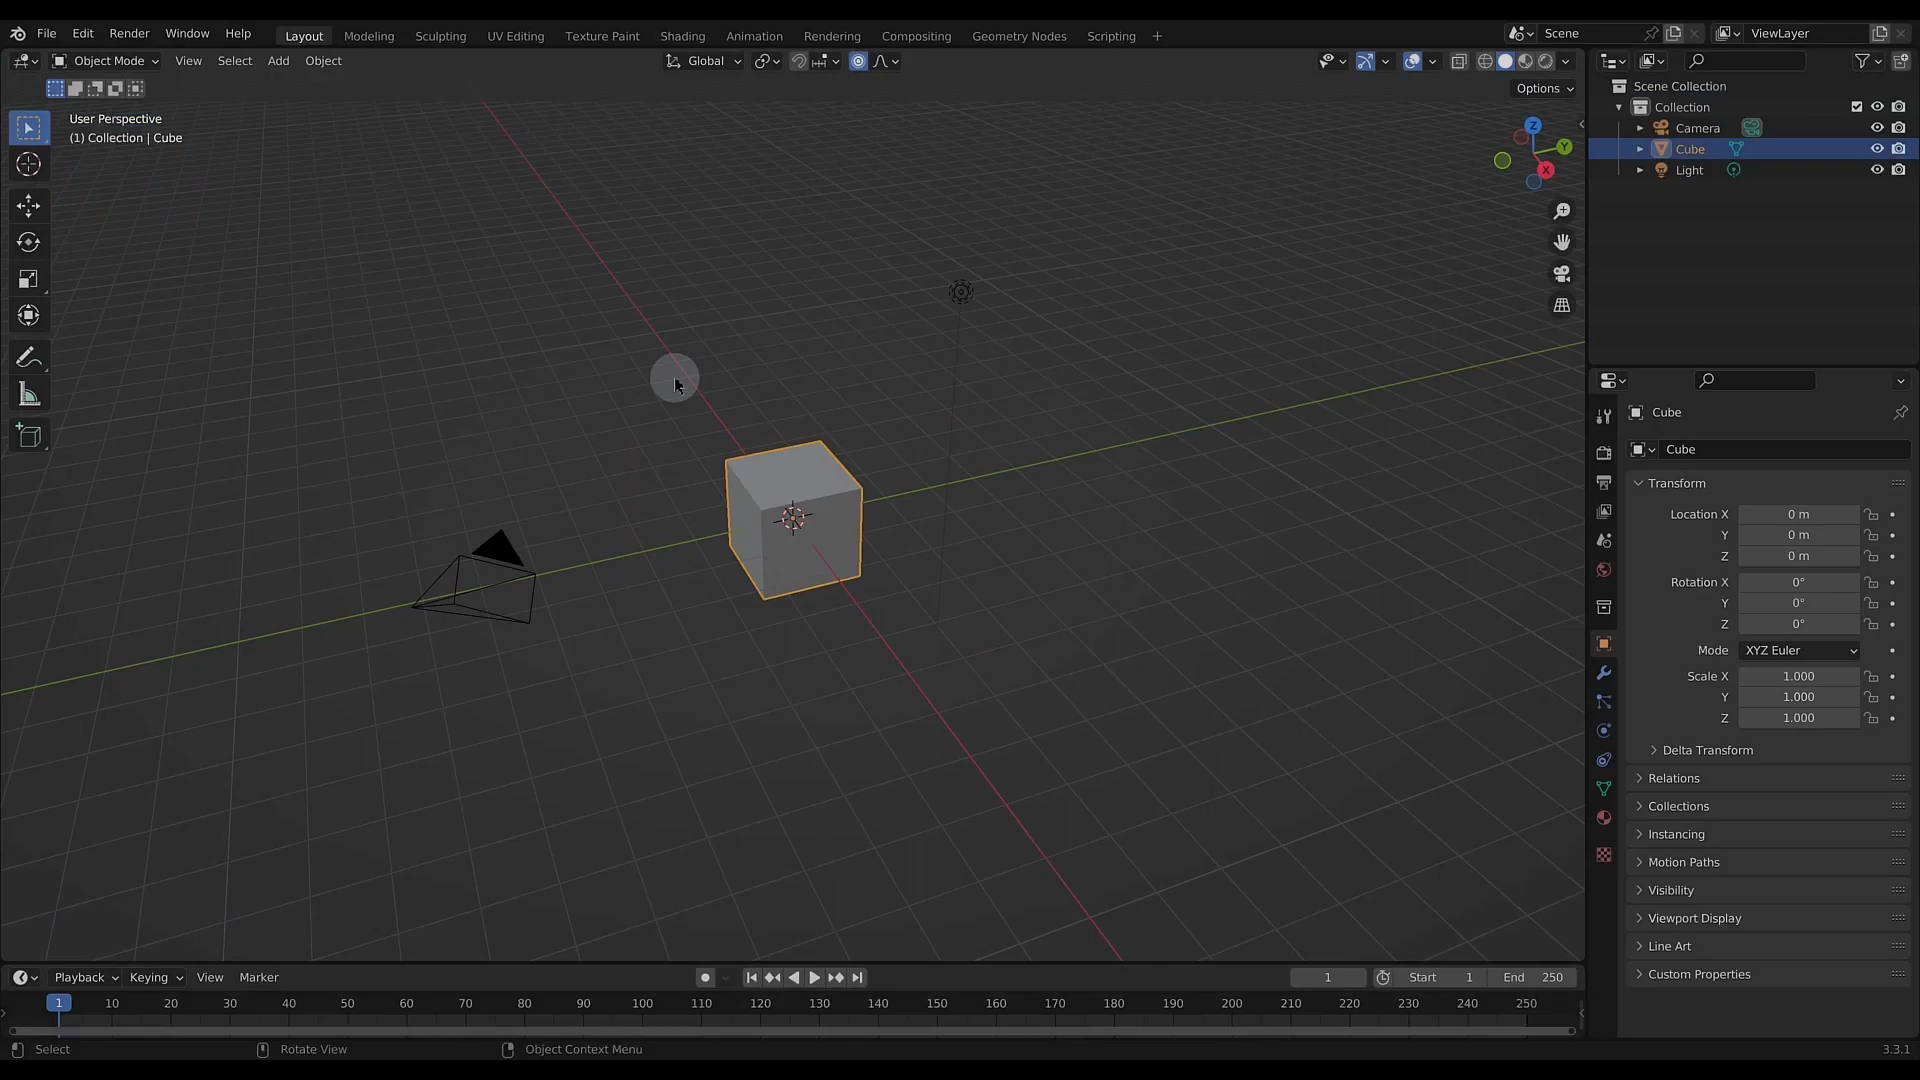 File Edit Render Window Help Layout Modeling Sculpting UV Editing Texture Paint Shading Animation Rendering Compositing Geometry Nodes Scripting + Scene ViewLayer
Object Mode View Select Add Object Global
Options
User Perspective
(1) Collection | Cube
Z
Y
X
Scene Collection
Collection
Camera
Cube
Light
Cube
Cube
Transform
Location X 0 m
Y 0 m
Z 0 m
Rotation X 0°
Y 0°
Z 0°
Mode XYZ Euler
Scale X 1.000
Y 1.000
Z 1.000
Delta Transform
Relations
Collections
Instancing
Motion Paths
Visibility
Viewport Display
Line Art
Custom Properties
Playback Keying View Marker 1 Start 1 End 250
1 10 20 30 40 50 60 70 80 90 100 110 120 130 140 150 160 170 180 190 200 210 220 230 240 250
Select Rotate View Object Context Menu 3.3.1